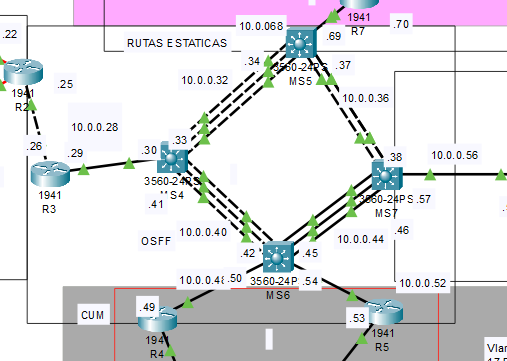 1941
R7
.70
10.0.068
.69
.22
RUTAS ESTATICAS
.34
3560-24PS
MS5
.37
1941
R2
.25
10.0.0.32
10.0.0.36
10.0.0.28
.26
.29
.30
.33
.38
10.0.0.56
1941
R3
3560-24PS
S4
.41
3560-24PS
.57
MS7
10.0.0.40
.46
OSFF
10.0.0.44
.42
.45
10.0.0.48
.50
3560-24P
.54
10.0.0.52
MS6
.49
CUM
.53
194
R4
1941
R5
Vlan